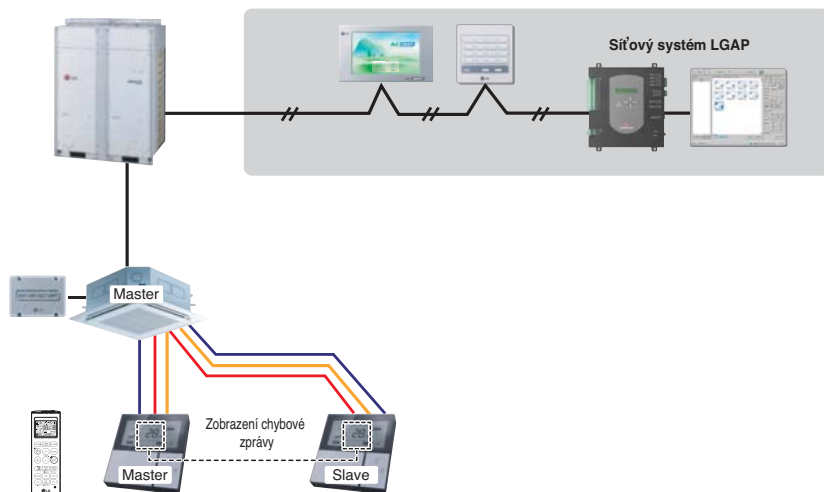 Síťový systém LGAP
Master
Zobrazení chybové
zprávy
Master
Slave